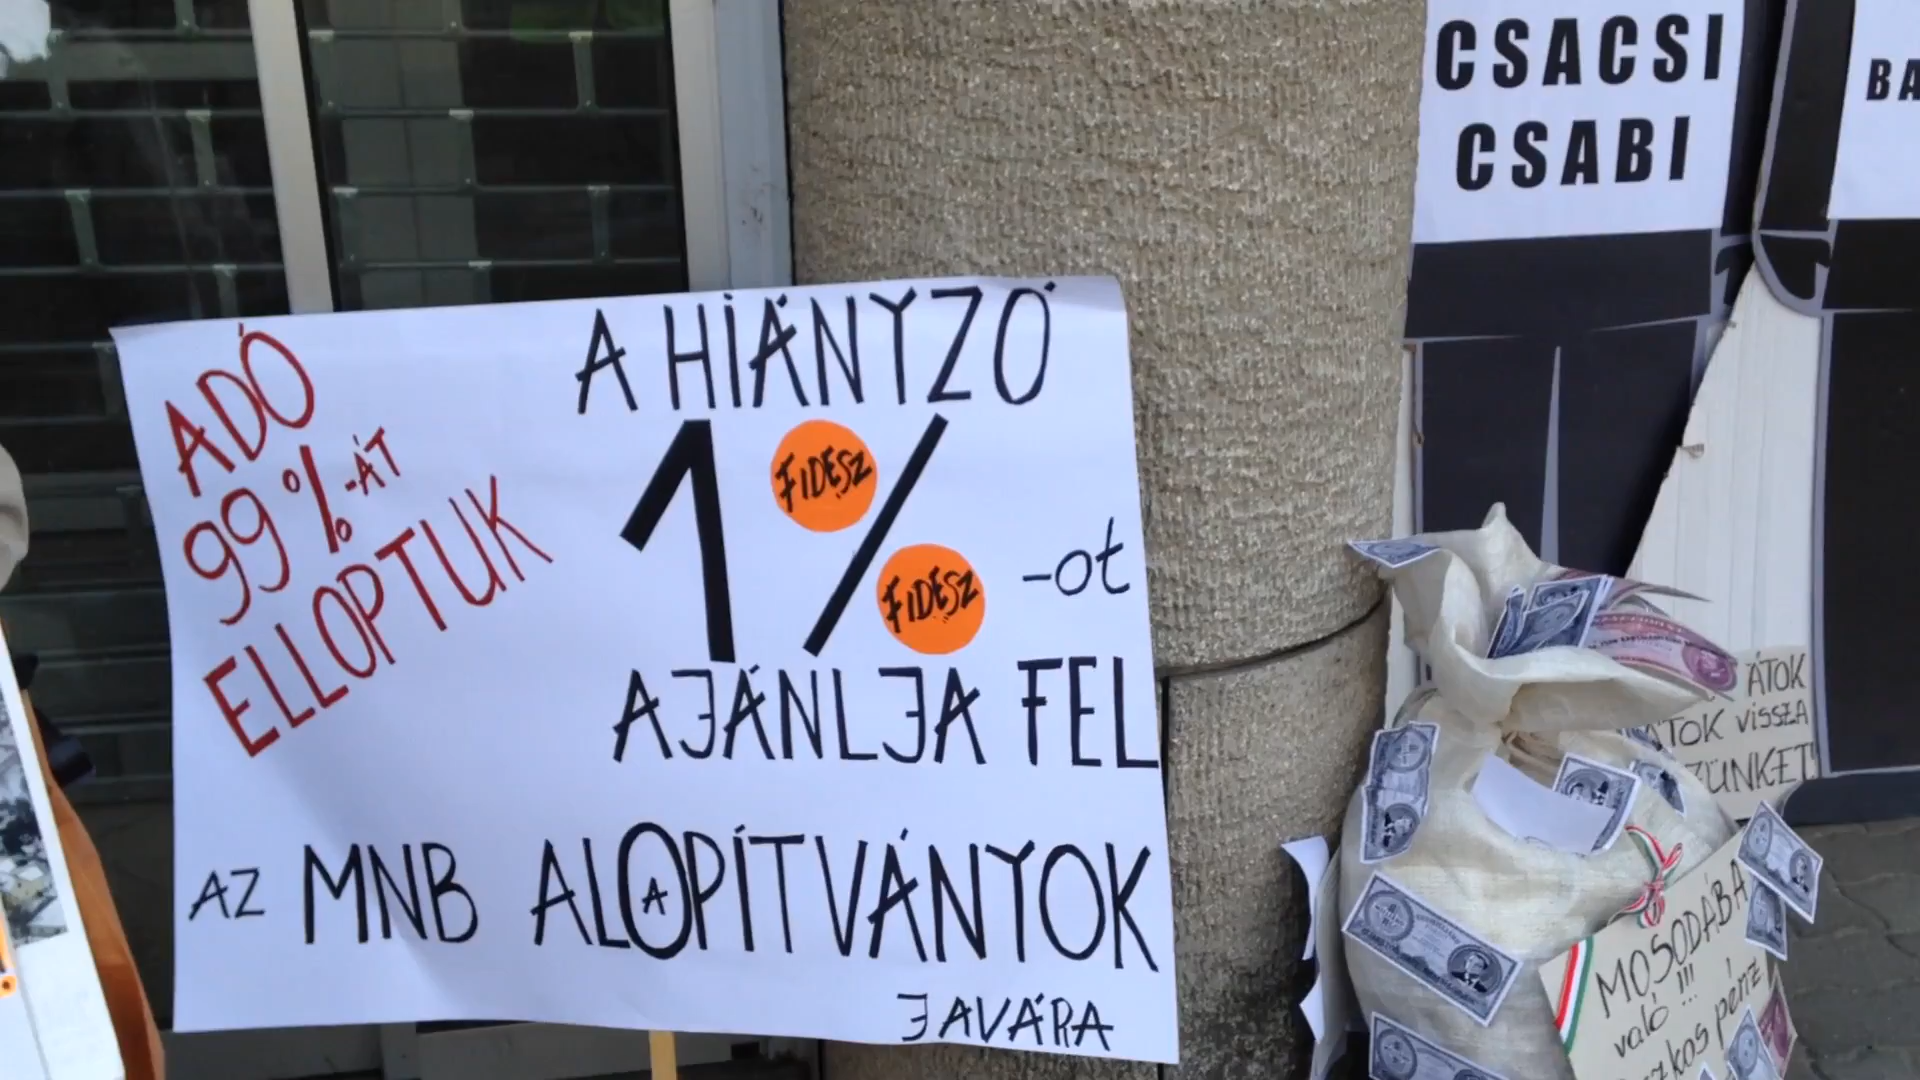 ADÓ
99%-ÁT
ELLOPTUK
A HIÁNYZÓ
1%-ot
FIDESZ
FIDESZ
AJÁNLJA FEL
AZ MNB ALOPÍTVÁNYOK
A
JAVÁRA
CSACSI
CSABI
BA
ÁTOK
ÁTOK VISSZA
ZÜNKET!
MOSODÁBA
való!!!
pénz